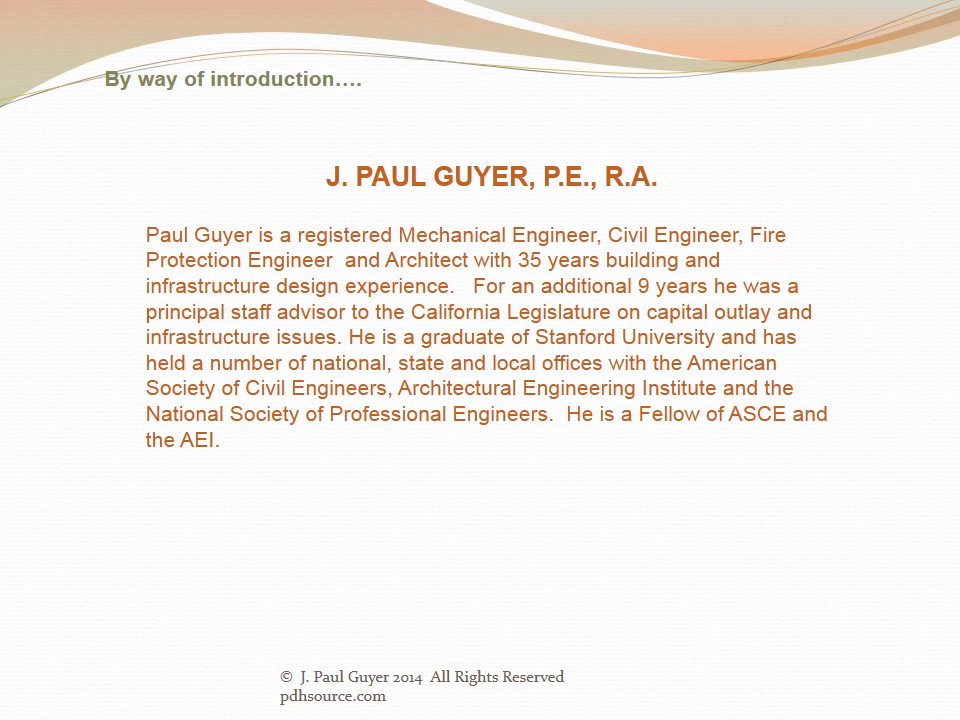 By way of introduction….
J. PAUL GUYER, P.E., R.A.
Paul Guyer is a registered Mechanical Engineer, Civil Engineer, Fire
Protection Engineer  and Architect with 35 years building and
infrastructure design experience.   For an additional 9 years he was a
principal staff advisor to the California Legislature on capital outlay and
infrastructure issues. He is a graduate of Stanford University and has
held a number of national, state and local offices with the American
Society of Civil Engineers, Architectural Engineering Institute and the
National Society of Professional Engineers.  He is a Fellow of ASCE and
the AEI.
©  J. Paul Guyer 2014  All Rights Reserved
pdhsource.com